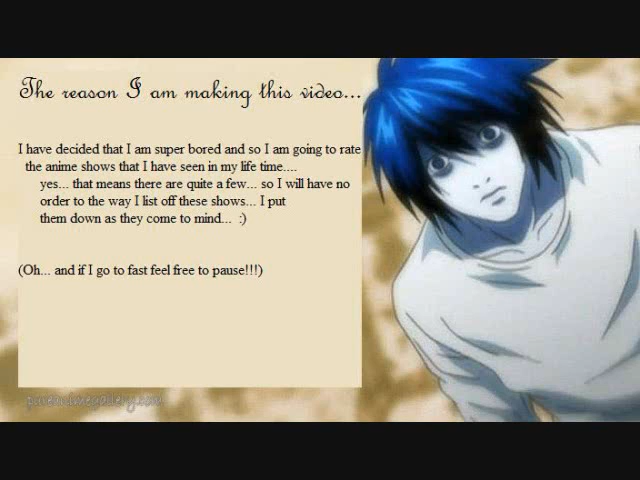 The reason I am making this video...
I have decided that I am super bored and so I am going to rate
the anime shows that I have seen in my life time....
yes... that means there are quite a few... so I will have no
order to the way I list off these shows... I put
them down as they come to mind... :)
(Oh... and if I go to fast feel free to pause!!!)